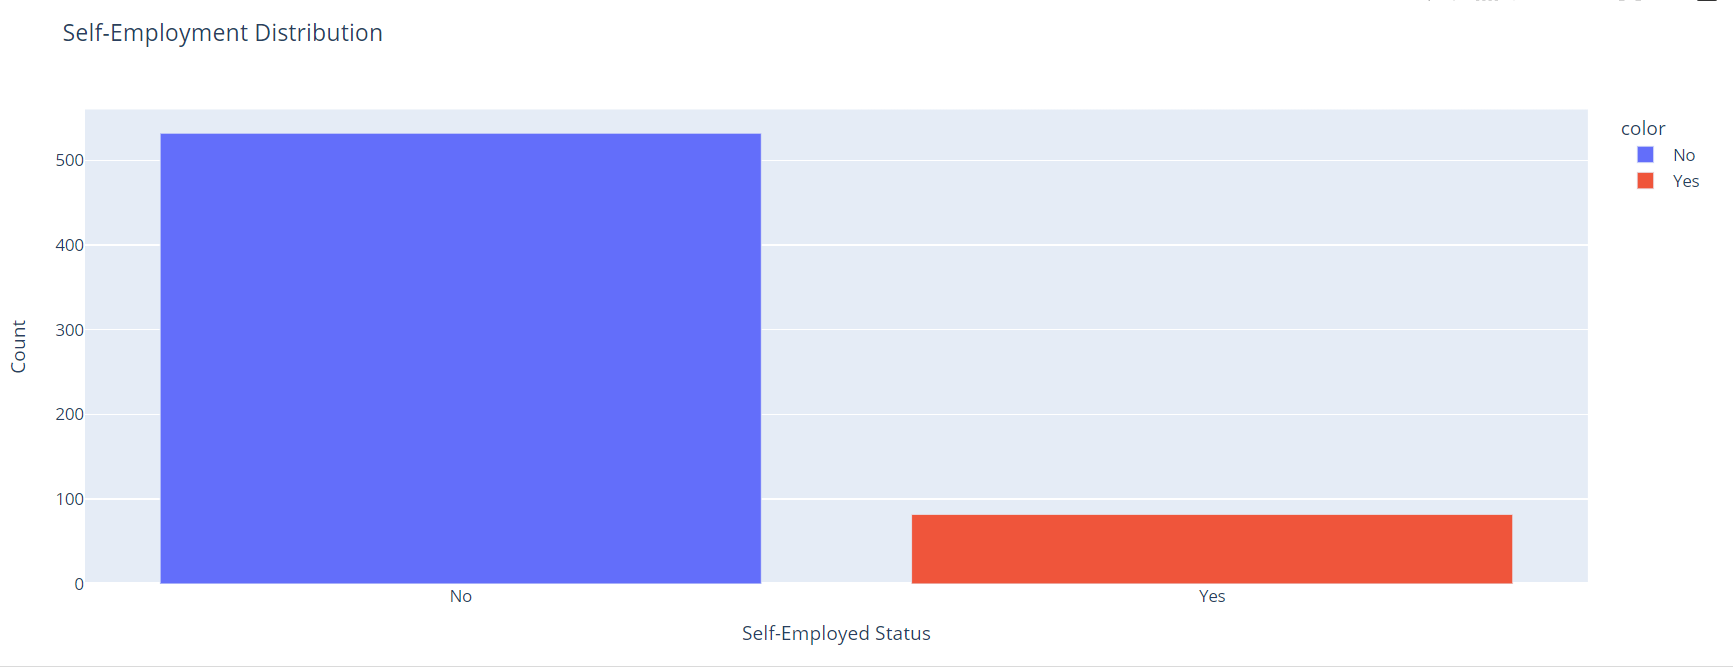 Self-Employment Distribution
color
No
Yes
500
400
300
200
100
0
Count
No
Yes
Self-Employed Status